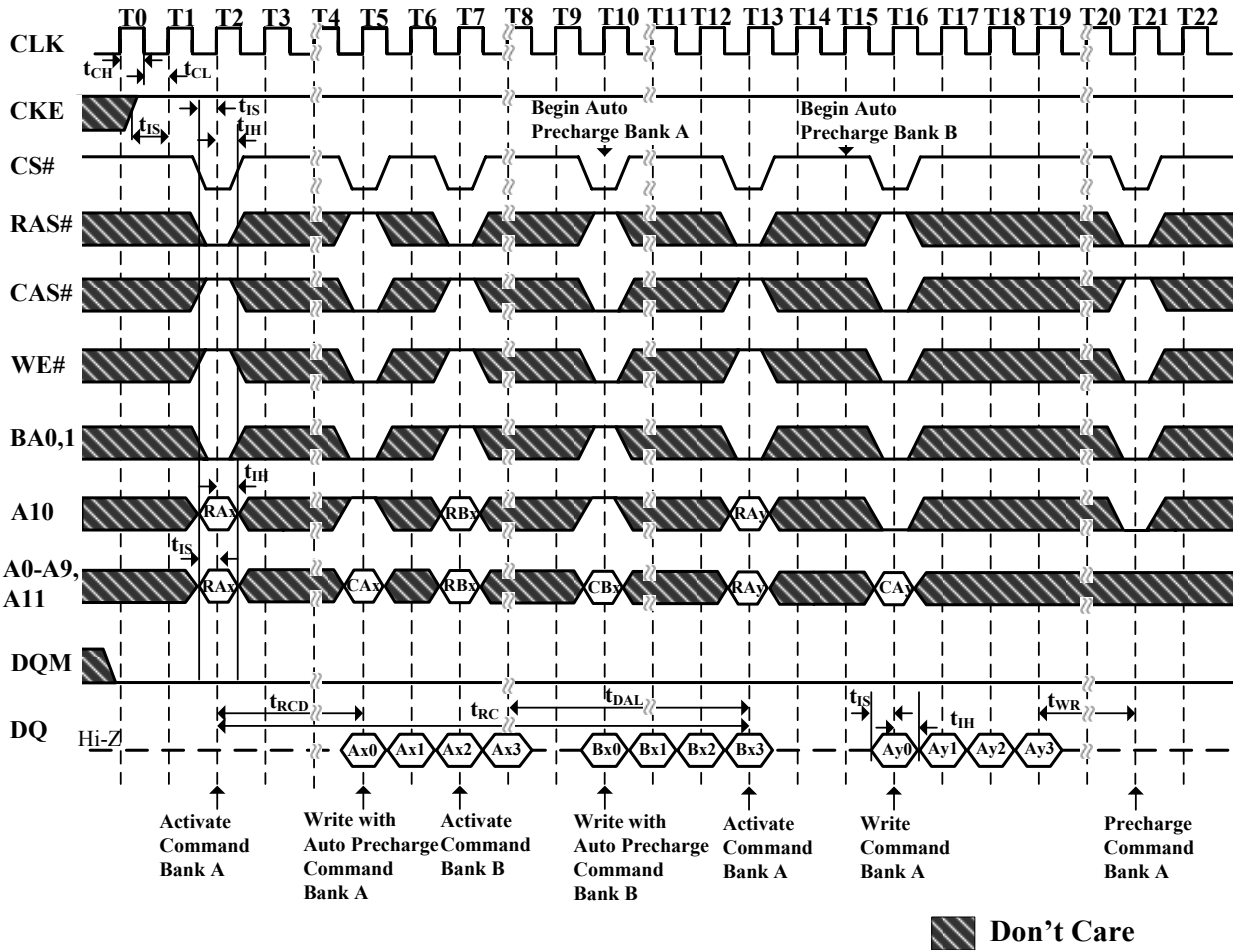 T0 T1 T2 T3 T4 T5 T6 T7 T8 T9 T10 T11 T12 T13 T14 T15 T16 T17 T18 T19 T20 T21 T22
CLK
tCH tCL
CKE
tIS
tIS
tIH
Begin Auto
Precharge Bank A
Begin Auto
Precharge Bank B
CS#
RAS#
CAS#
WE#
BA0,1
tIH
A10
RAx RBx RAy
tIS
A0-A9,
A11
RAx CAx RBx CBx RAy CAy
DQM
tRCD tRC tDAL tIS tIH tWR
DQ
Hi-Z
Ax0 Ax1 Ax2 Ax3 Bx0 Bx1 Bx2 Bx3 Ay0 Ay1 Ay2 Ay3
Activate
Command
Bank A
Write with
Auto Precharge
Command
Bank A
Activate
Command
Bank B
Write with
Auto Precharge
Command
Bank B
Activate
Command
Bank A
Write
Command
Bank A
Precharge
Command
Bank A
Don't Care